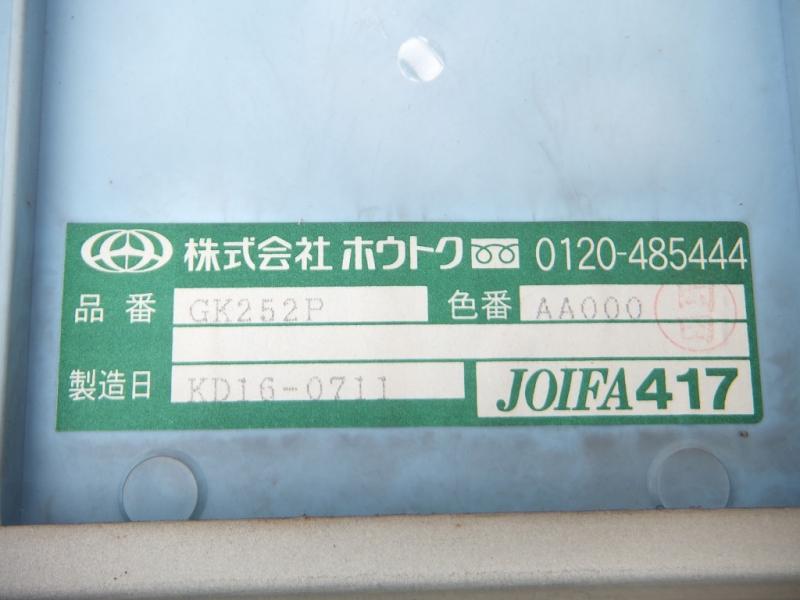 株式会社 ホウトク 0120-485444
品番 GK252P 色番 AA000
製造日 KD16-0711 JOIFA417